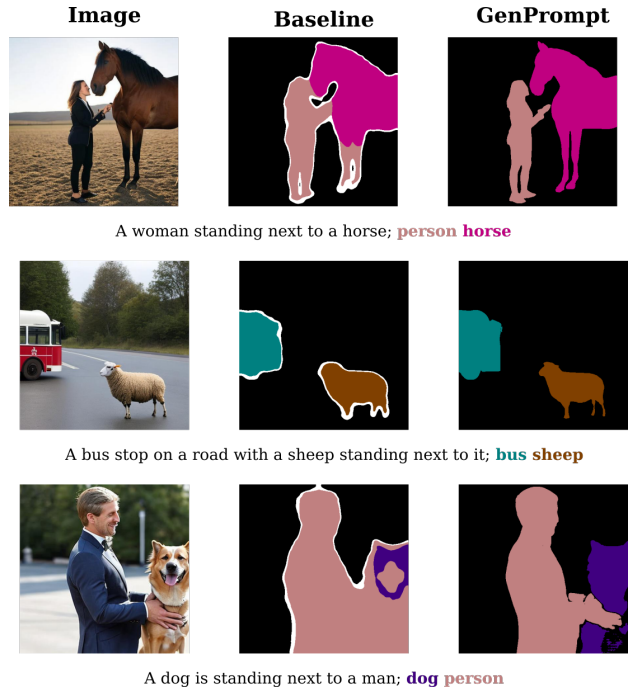 Image Baseline GenPrompt
A woman standing next to a horse; person horse
A bus stop on a road with a sheep standing next to it; bus sheep
A dog is standing next to a man; dog person